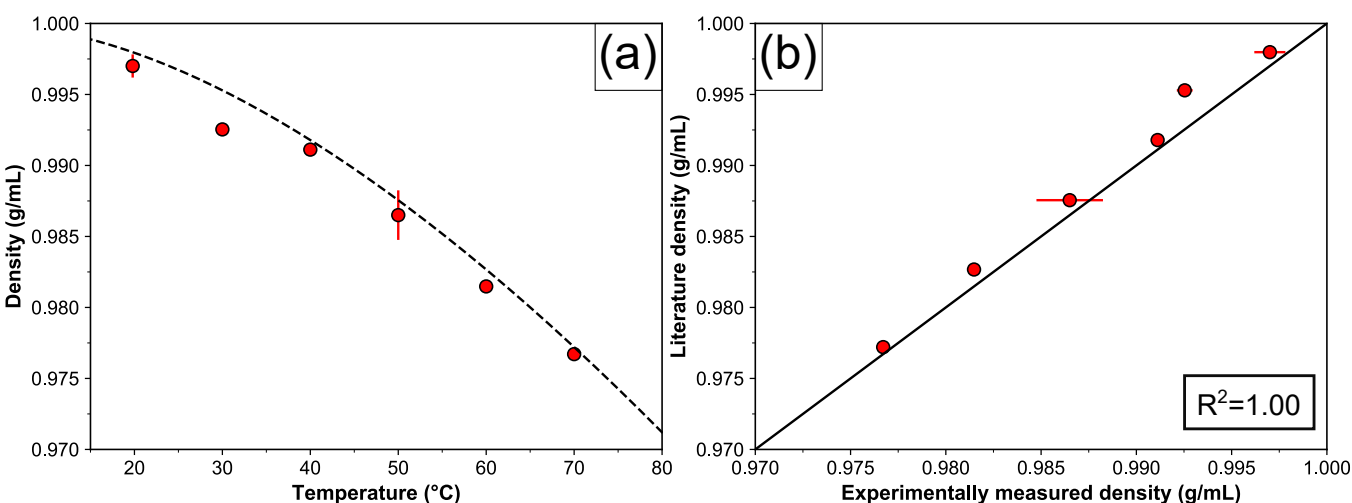 (a)
1.000
0.995
0.990
0.985
0.980
0.975
0.970
Density (g/mL)
20 30 40 50 60 70 80
Temperature (°C)
(b)
1.000
0.995
0.990
0.985
0.980
0.975
0.970
Literature density (g/mL)
R²=1.00
0.970 0.975 0.980 0.985 0.990 0.995 1.000
Experimentally measured density (g/mL)